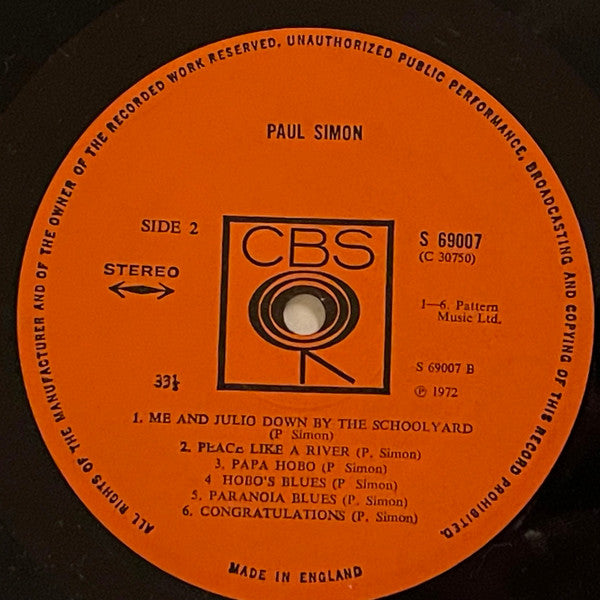 ALL RIGHTS OF THE MANUFACTURER AND OF THE OWNER OF THE RECORDED WORK RESERVED. UNAUTHORIZED PUBLIC PERFORMANCE, BROADCASTING AND COPYING OF THIS RECORD PROHIBITED.
PAUL SIMON
SIDE 2
CBS
S 69007
(C 30750)
STEREO
1—6. Pattern
Music Ltd.
S 69007 B
33⅓
℗ 1972
1. ME AND JULIO DOWN BY THE SCHOOLYARD
(P Simon)
2. PEACE LIKE A RIVER (P. Simon)
3. PAPA HOBO (P. Simon)
4 HOBO'S BLUES (P Simon)
5. PARANOIA BLUES (P. Simon)
6. CONGRATULATIONS (P. Simon)
MADE IN ENGLAND